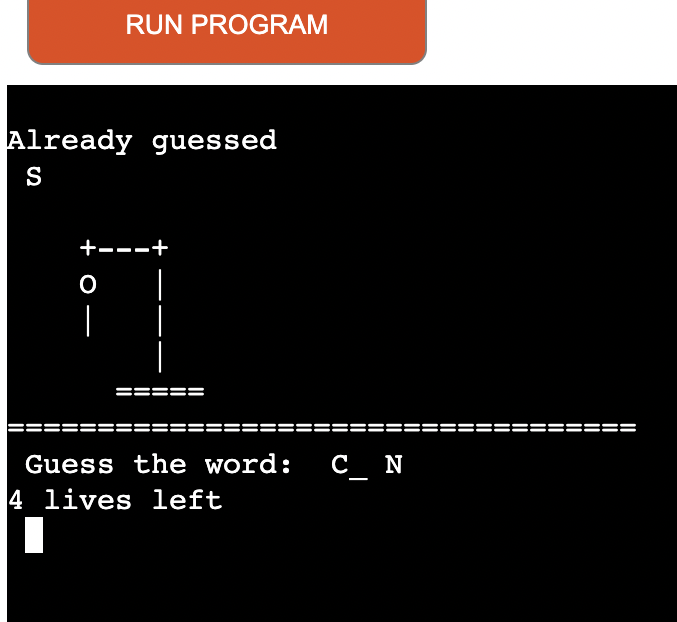 RUN PROGRAM
Already guessed
S
+---+
o   |
|   |
|
=====
===================================
Guess the word:  C_ N
4 lives left